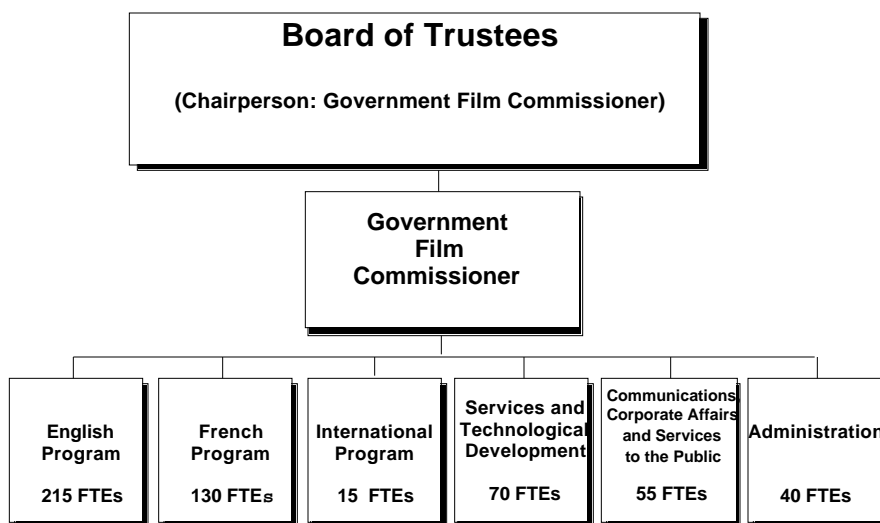 Board of Trustees
(Chairperson: Government Film Commissioner)
Government
Film
Commissioner
English
Program
215 FTEs
French
Program
130 FTEs
International
Program
15 FTEs
Services and
Technological
Development
70 FTEs
Communications,
Corporate Affairs
and Services
to the Public
55 FTEs
Administration
40 FTEs